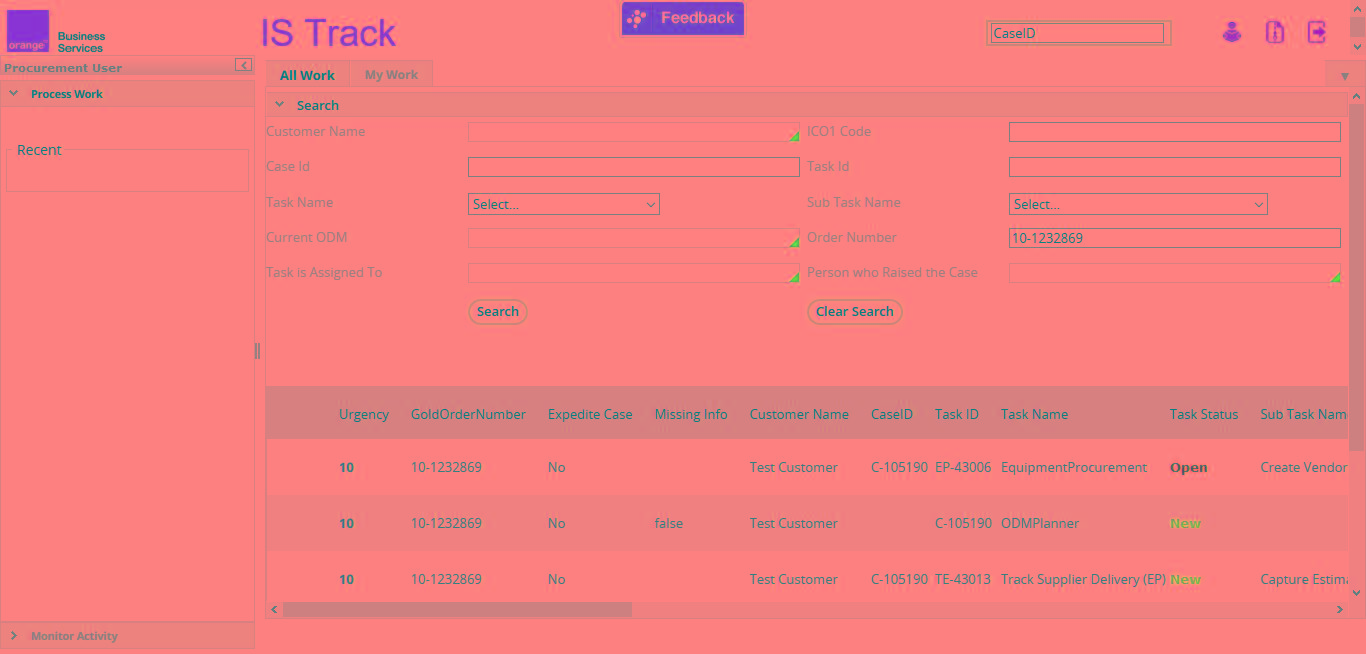 orange
Business
Services
IS Track
Feedback
CaseID
Procurement User
Process Work
Recent
Monitor Activity
All Work
My Work
Search
Customer Name
ICO1 Code
Case Id
Task Id
Task Name Select...
Sub Task Name Select...
Current ODM
Order Number 10-1232869
Task is Assigned To
Person who Raised the Case
Search
Clear Search
Urgency GoldOrderNumber Expedite Case Missing Info Customer Name CaseID Task ID Task Name Task Status Sub Task Nam
10 10-1232869 No Test Customer C-105190 EP-43006 EquipmentProcurement Open Create Vendor
10 10-1232869 No false Test Customer C-105190 ODMPlanner New
10 10-1232869 No Test Customer C-105190 TE-43013 Track Supplier Delivery (EP) New Capture Estima